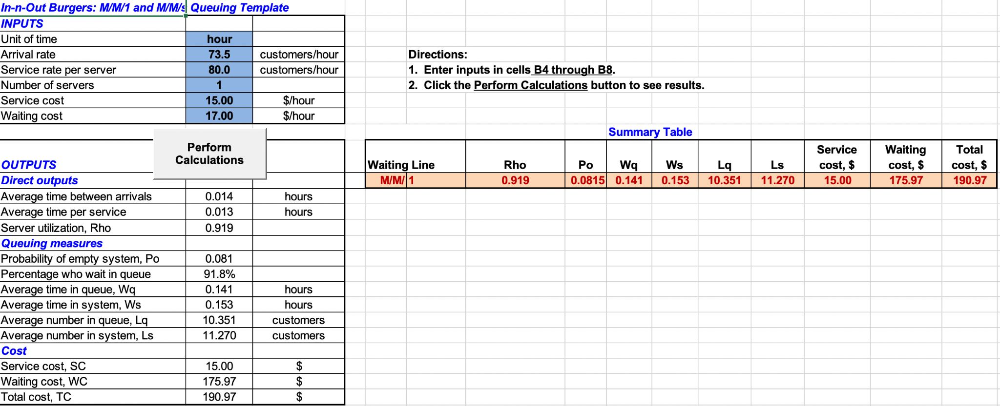 In-n-Out Burgers: M/M/1 and M/M/s Queuing Template
INPUTS
Unit of time hour
Arrival rate 73.5 customers/hour
Service rate per server 80.0 customers/hour
Number of servers 1
Service cost 15.00 $/hour
Waiting cost 17.00 $/hour
Directions:
1. Enter inputs in cells B4 through B8.
2. Click the Perform Calculations button to see results.
Perform
Calculations
OUTPUTS
Direct outputs
Average time between arrivals 0.014 hours
Average time per service 0.013 hours
Server utilization, Rho 0.919
Queuing measures
Probability of empty system, Po 0.081
Percentage who wait in queue 91.8%
Average time in queue, Wq 0.141 hours
Average time in system, Ws 0.153 hours
Average number in queue, Lq 10.351 customers
Average number in system, Ls 11.270 customers
Cost
Service cost, SC 15.00 $
Waiting cost, WC 175.97 $
Total cost, TC 190.97 $
Summary Table
Service Waiting Total
Waiting Line Rho Po Wq Ws Lq Ls cost, $ cost, $ cost, $
M/M/ 1 0.919 0.0815 0.141 0.153 10.351 11.270 15.00 175.97 190.97